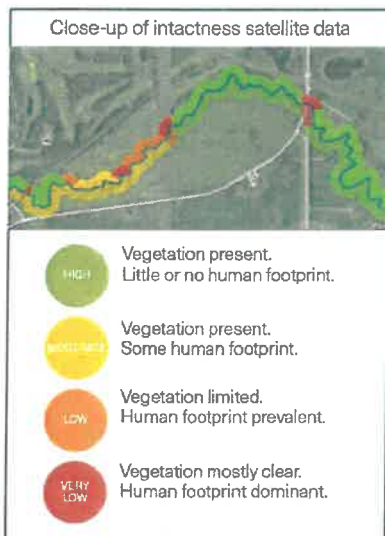 Close-up of intactness satellite data
HIGH
Vegetation present.
Little or no human footprint.
MODERATE
Vegetation present.
Some human footprint.
LOW
Vegetation limited.
Human footprint prevalent.
VERY
LOW
Vegetation mostly clear.
Human footprint dominant.